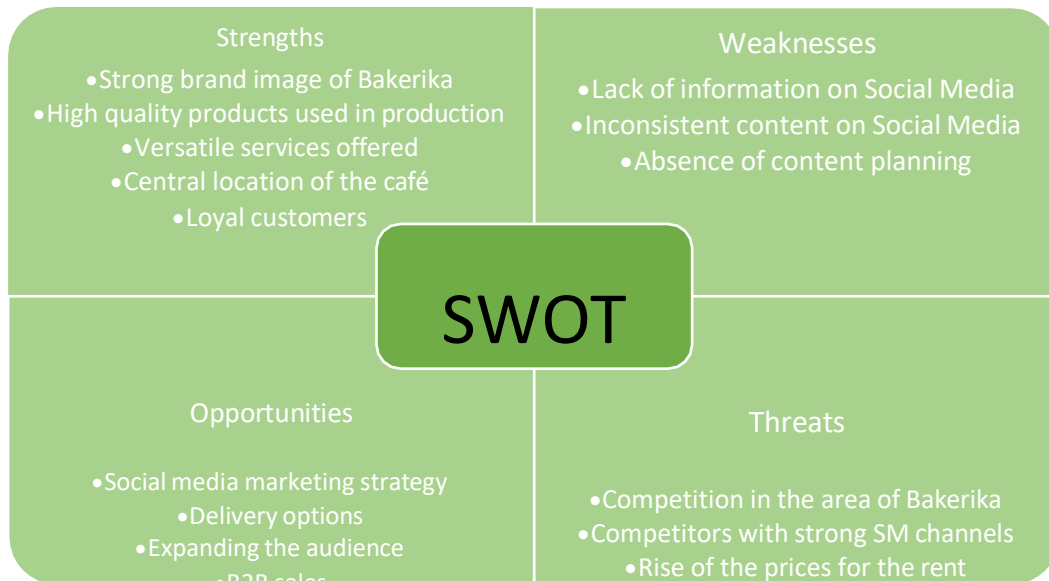 Strengths
•Strong brand image of Bakerika
•High quality products used in production
•Versatile services offered
•Central location of the café
•Loyal customers
Weaknesses
•Lack of information on Social Media
•Inconsistent content on Social Media
•Absence of content planning
SWOT
Opportunities
•Social media marketing strategy
•Delivery options
•Expanding the audience
•B2B sales
Threats
•Competition in the area of Bakerika
•Competitors with strong SM channels
•Rise of the prices for the rent